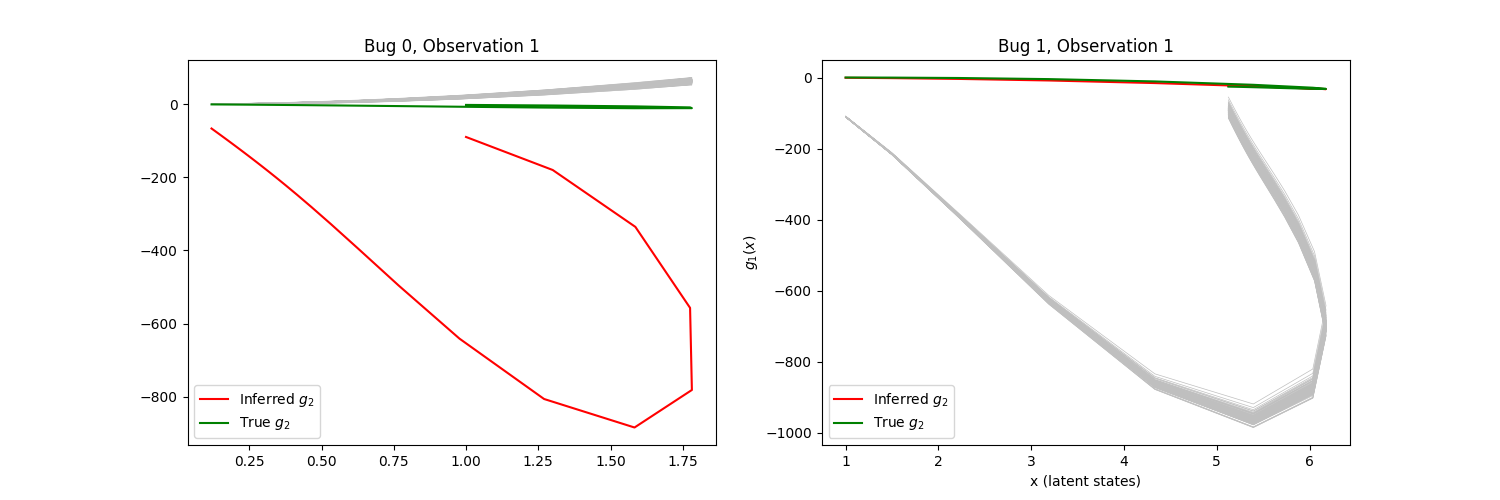 Bug 0, Observation 1
0
−200
−400
−600
−800
0.25 0.50 0.75 1.00 1.25 1.50 1.75
Inferred g₂
True g₂
Bug 1, Observation 1
g₁(x)
0
−200
−400
−600
−800
−1000
1 2 3 4 5 6
x (latent states)
Inferred g₂
True g₂